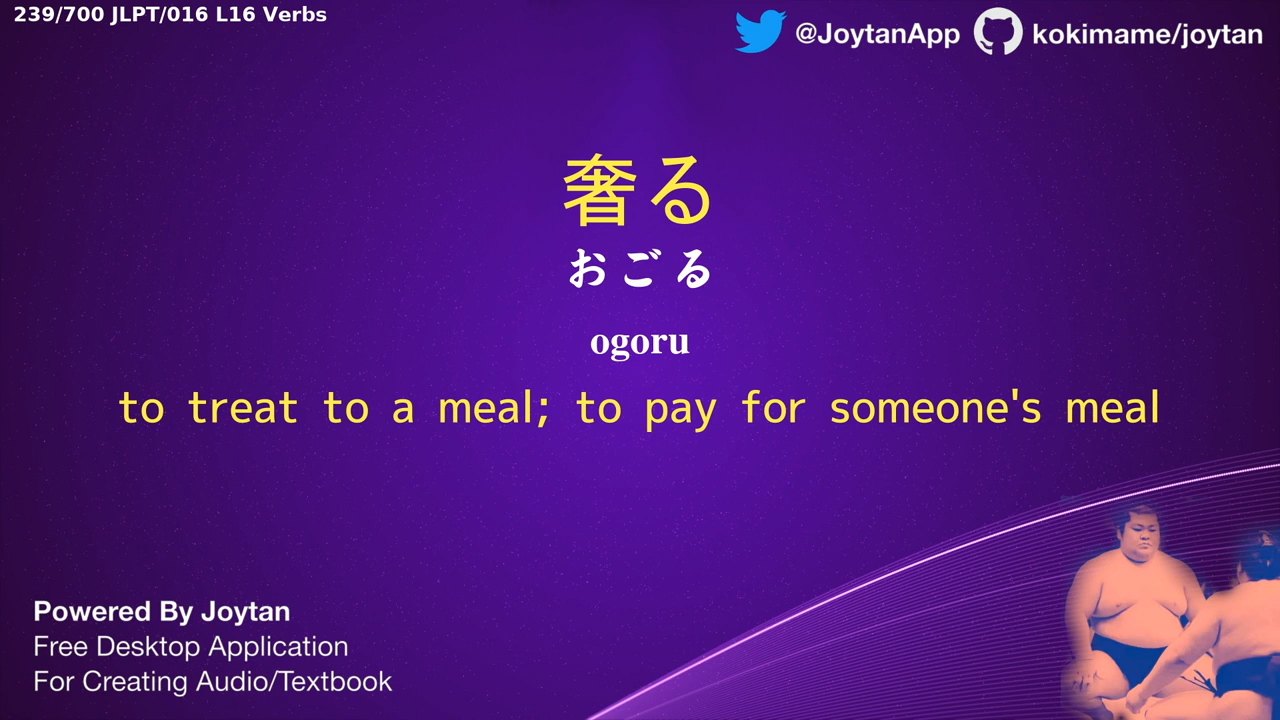 239/700 JLPT/016 L16 Verbs
@JoytanApp kokimame/joytan
奢る
おごる
ogoru
to treat to a meal; to pay for someone's meal
Powered By Joytan
Free Desktop Application
For Creating Audio/Textbook